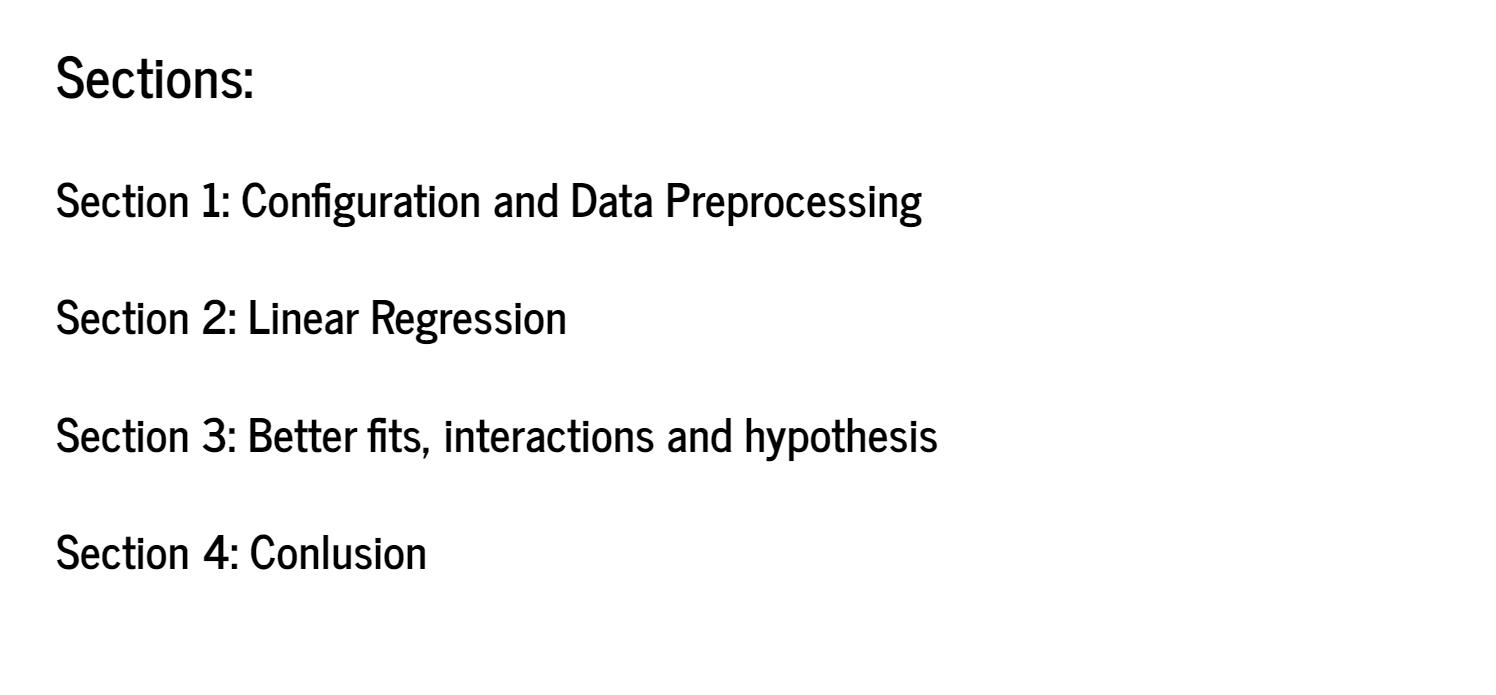 Sections:
Section 1: Configuration and Data Preprocessing
Section 2: Linear Regression
Section 3: Better fits, interactions and hypothesis
Section 4: Conlusion